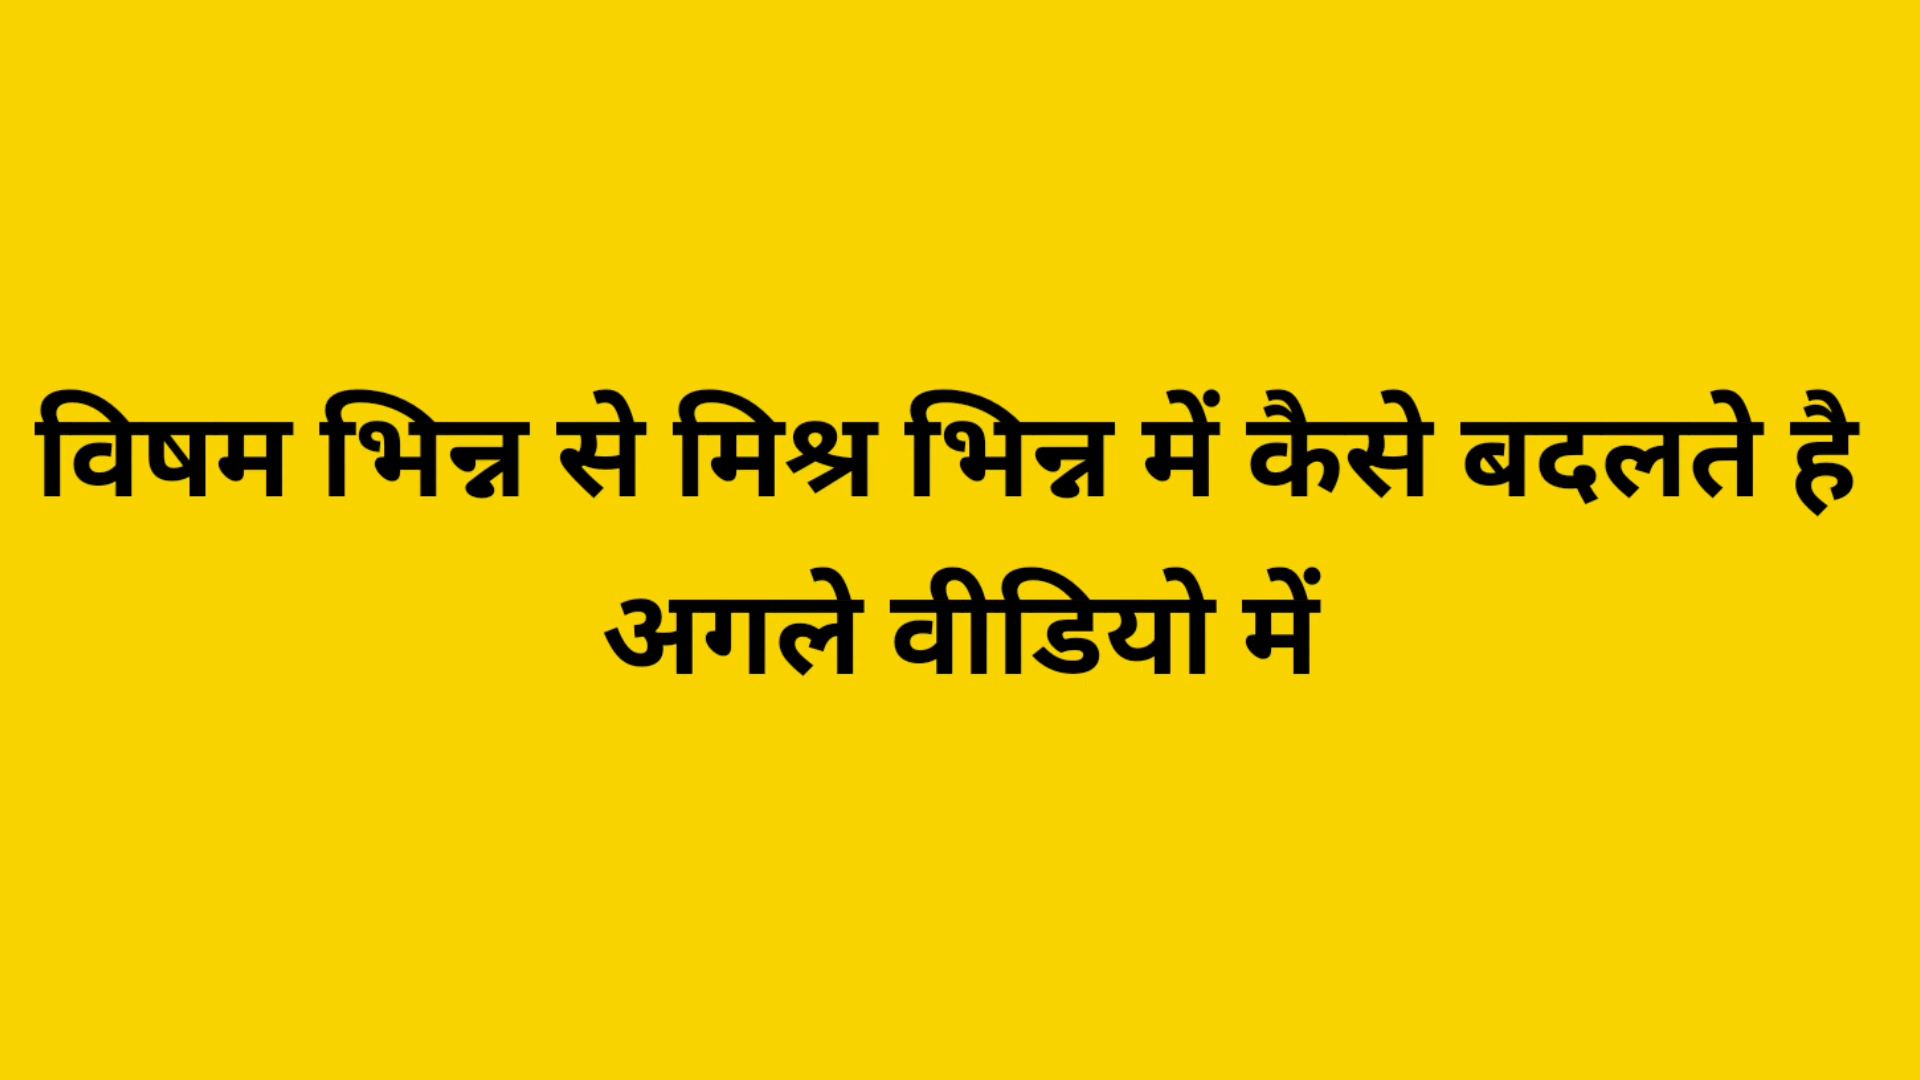 विषम भिन्न से मिश्र भिन्न में कैसे बदलते है
अगले वीडियो में